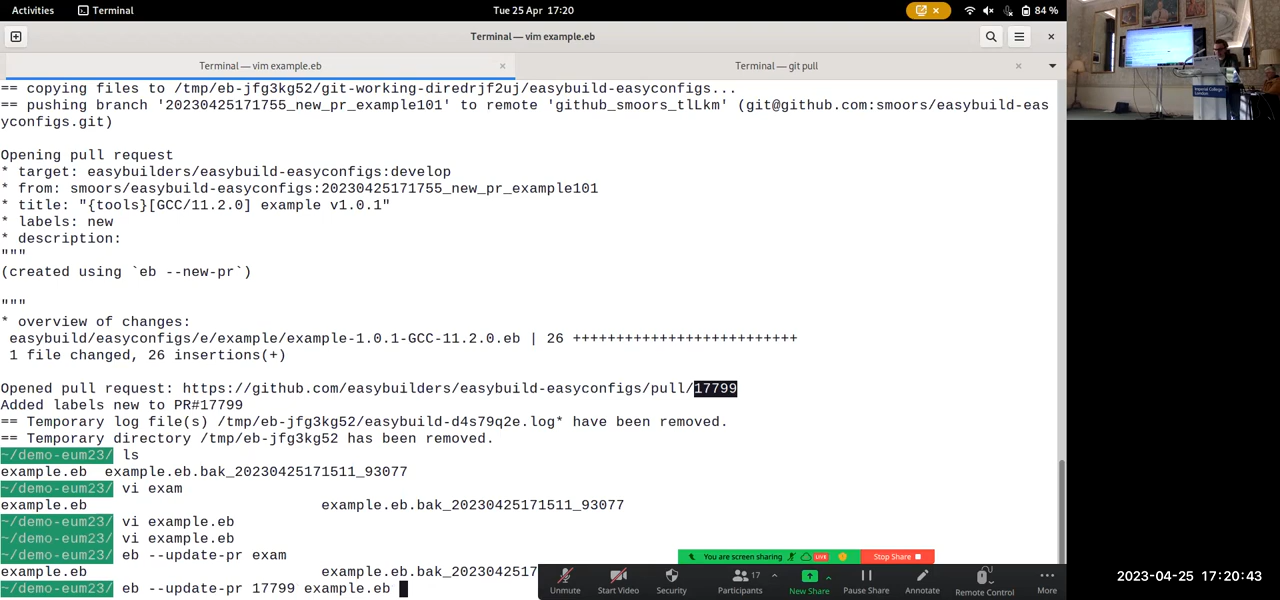 Activities Terminal Tue 25 Apr 17:20 84 %
Terminal — vim example.eb
Terminal — vim example.eb Terminal — git pull
== copying files to /tmp/eb-jfg3kg52/git-working-diredrjf2uj/easybuild-easyconfigs...
== pushing branch '20230425171755_new_pr_example101' to remote 'github_smoors_tlLkm' (git@github.com:smoors/easybuild-eas
yconfigs.git)
Opening pull request
* target: easybuilders/easybuild-easyconfigs:develop
* from: smoors/easybuild-easyconfigs:20230425171755_new_pr_example101
* title: "{tools}[GCC/11.2.0] example v1.0.1"
* labels: new
* description:
"""
(created using `eb --new-pr`)
"""
* overview of changes:
easybuild/easyconfigs/e/example/example-1.0.1-GCC-11.2.0.eb | 26 ++++++++++++++++++++++++++
1 file changed, 26 insertions(+)
Opened pull request: https://github.com/easybuilders/easybuild-easyconfigs/pull/17799
Added labels new to PR#17799
== Temporary log file(s) /tmp/eb-jfg3kg52/easybuild-d4s79q2e.log* have been removed.
== Temporary directory /tmp/eb-jfg3kg52 has been removed.
~/demo-eum23/ ls
example.eb example.eb.bak_20230425171511_93077
~/demo-eum23/ vi exam
example.eb example.eb.bak_20230425171511_93077
~/demo-eum23/ vi example.eb
~/demo-eum23/ vi example.eb
~/demo-eum23/ eb --update-pr exam
example.eb example.eb.bak_2023042517
~/demo-eum23/ eb --update-pr 17799 example.eb
You are screen sharing LIVE Stop Share
17
Unmute Start Video Security Participants New Share Pause Share Annotate Remote Control More
Imperial College
London
2023-04-25 17:20:43